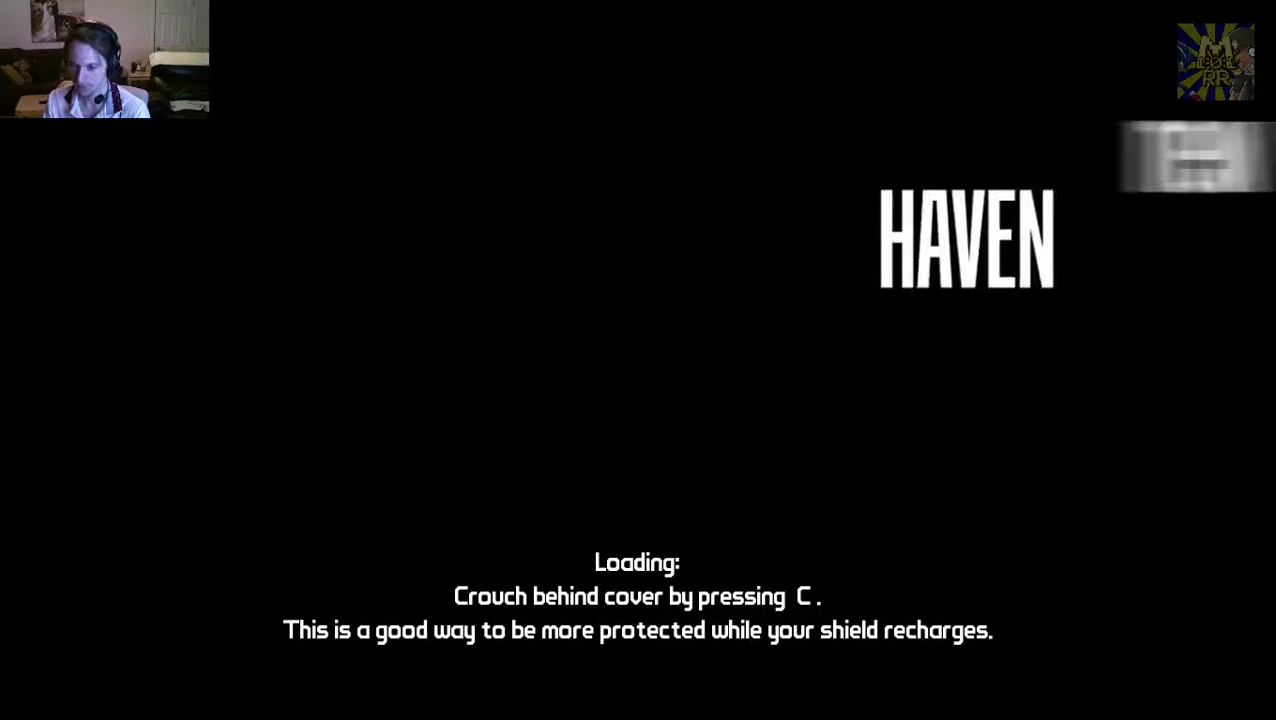 HAVEN
Loading:
Crouch behind cover by pressing C .
This is a good way to be more protected while your shield recharges.